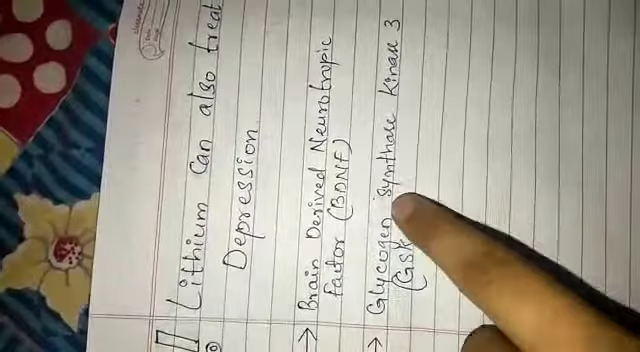 Lithium Can also treat
Depression.
→ Brain Derived Neurotropic
factor (BDNF)
→ Glycogen synthase Kinase 3
(GSK